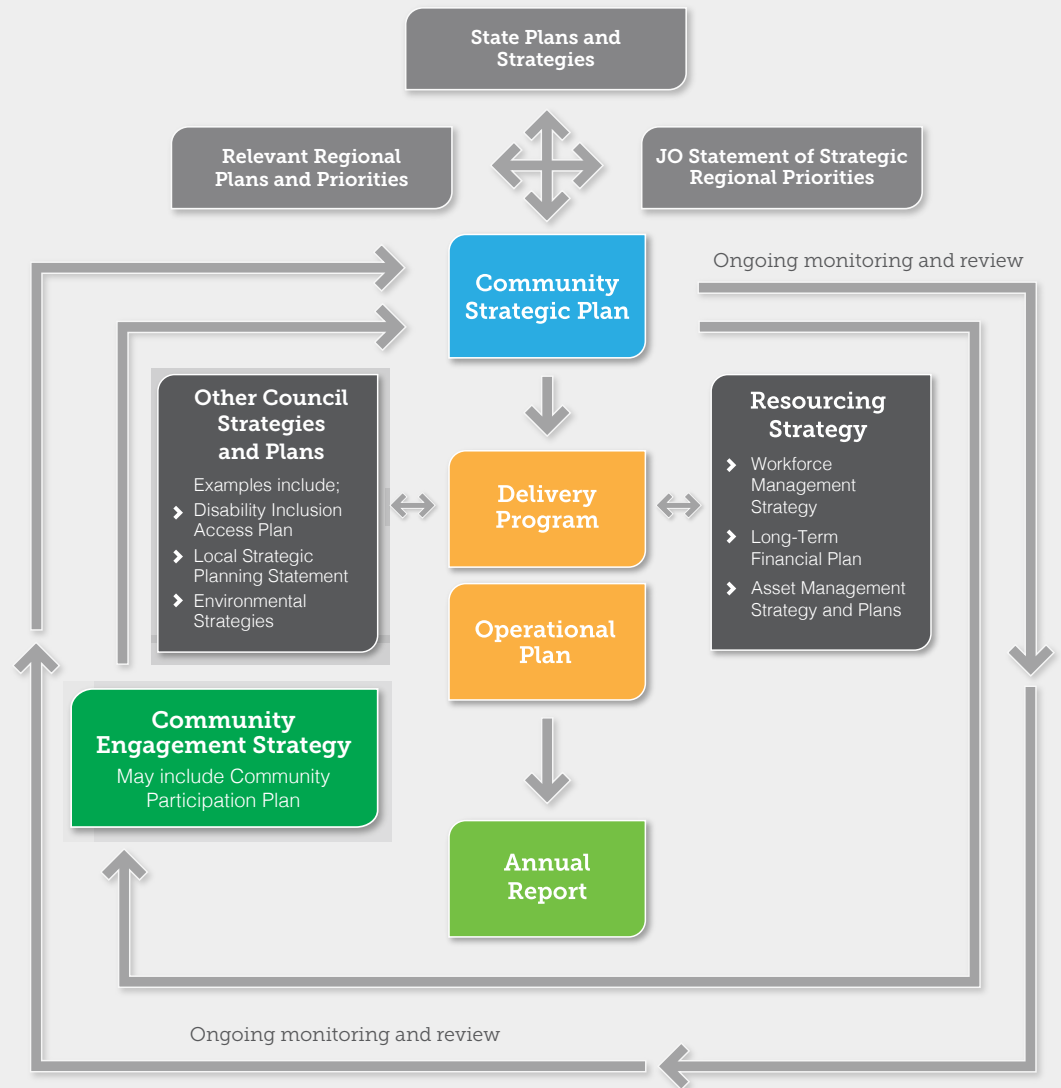 State Plans and
Strategies
Relevant Regional
Plans and Priorities
JO Statement of Strategic
Regional Priorities
Community
Strategic Plan
Ongoing monitoring and review
Other Council
Strategies
and Plans
Examples include;
Disability Inclusion
Access Plan
Local Strategic
Planning Statement
Environmental
Strategies
Delivery
Program
Resourcing
Strategy
Workforce
Management
Strategy
Long-Term
Financial Plan
Asset Management
Strategy and Plans
Operational
Plan
Community
Engagement Strategy
May include Community
Participation Plan
Annual
Report
Ongoing monitoring and review